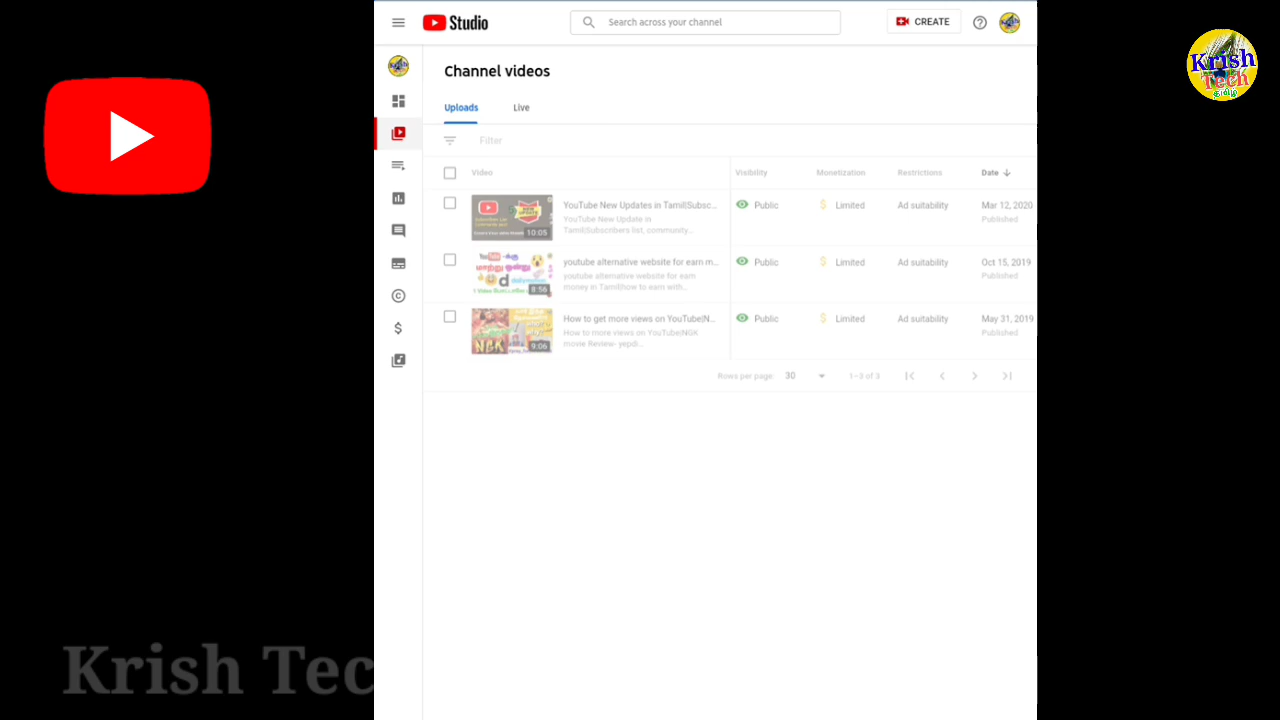 Studio
Search across your channel
CREATE
Krish
Tech
தமிழ்
Channel videos
Uploads
Live
Filter
Video
Visibility
Monetization
Restrictions
Date
YouTube New Updates in Tamil|Subsc...
YouTube New Update in
Tamil|Subscribers list, community...
10:05
Public
Limited
Ad suitability
Mar 12, 2020
Published
youtube alternative website for earn m...
youtube alternative website for earn
money in Tamil|how to earn with...
மாற்று ஒன்று
8:56
Public
Limited
Ad suitability
Oct 15, 2019
Published
How to get more views on YouTube|N...
How to more views on YouTube|NGK
movie Review- yepdi...
NGK
9:06
Public
Limited
Ad suitability
May 31, 2019
Published
Rows per page
30
1–3 of 3
Krish Tec